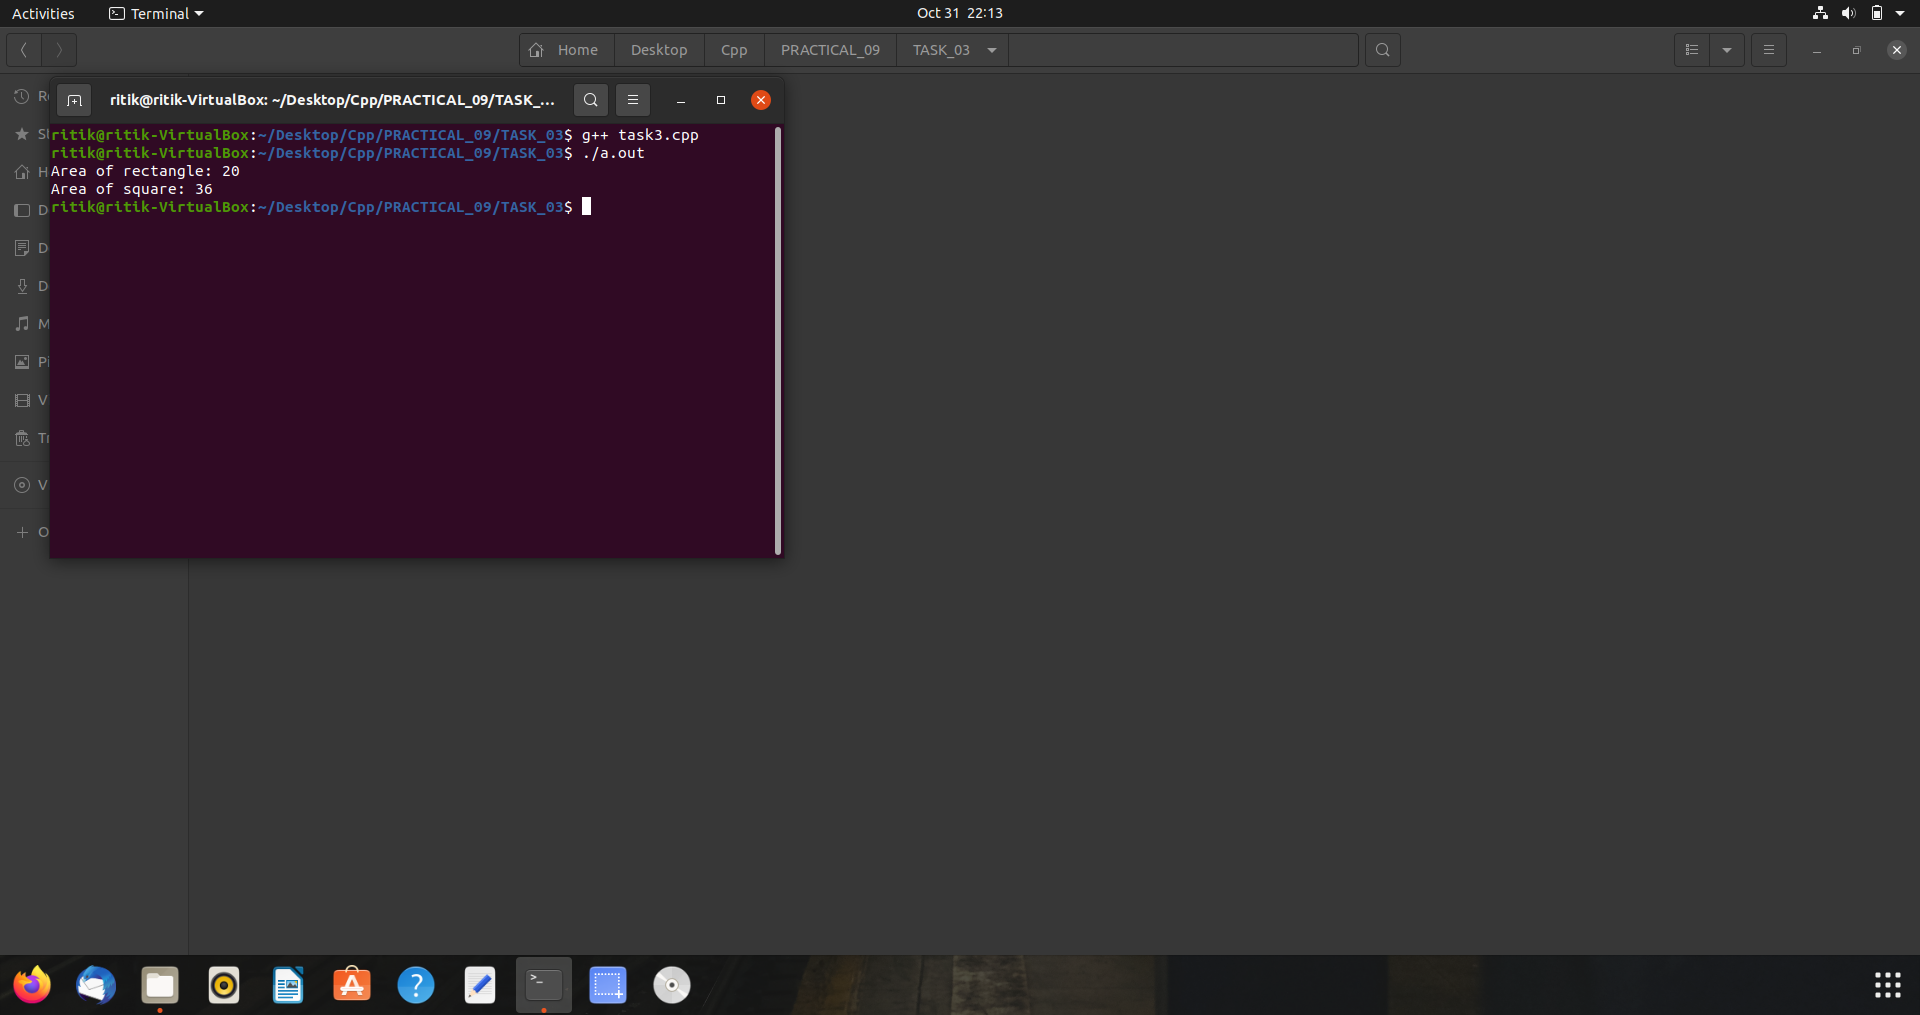 Activities
Terminal
Oct 31 22:13
Home
Desktop
Cpp
PRACTICAL_09
TASK_03
ritik@ritik-VirtualBox: ~/Desktop/Cpp/PRACTICAL_09/TASK_...
ritik@ritik-VirtualBox:~/Desktop/Cpp/PRACTICAL_09/TASK_03$ g++ task3.cpp
ritik@ritik-VirtualBox:~/Desktop/Cpp/PRACTICAL_09/TASK_03$ ./a.out
Area of rectangle: 20
Area of square: 36
ritik@ritik-VirtualBox:~/Desktop/Cpp/PRACTICAL_09/TASK_03$